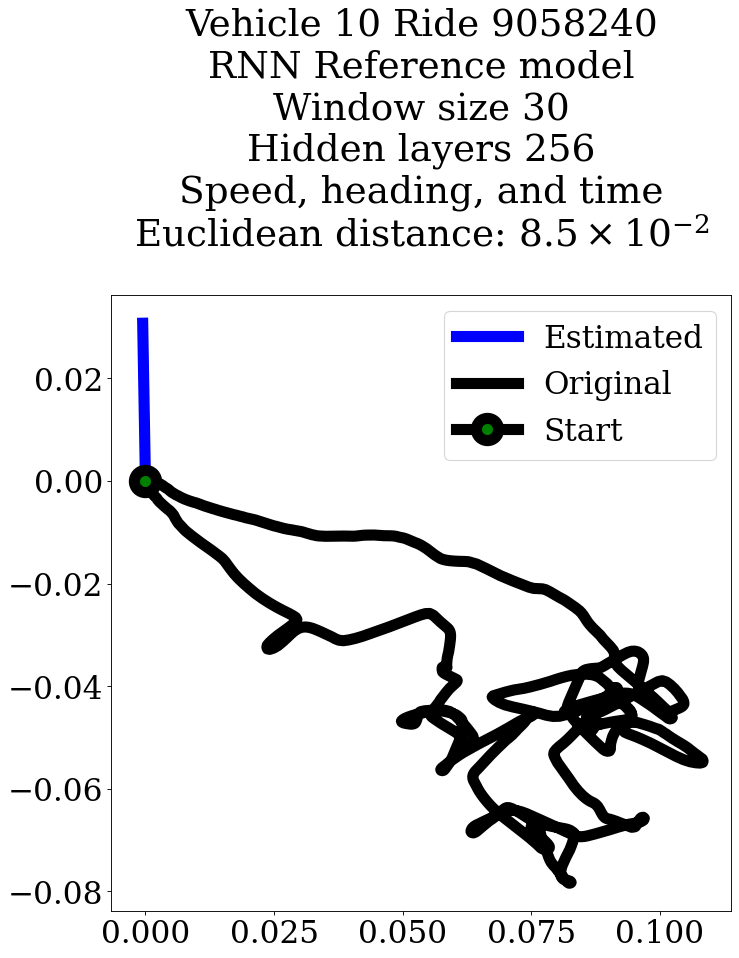 Vehicle 10 Ride 9058240
RNN Reference model
Window size 30
Hidden layers 256
Speed, heading, and time
Euclidean distance: 8.5 × 10⁻²
Estimated
Original
Start
0.02
0.00
−0.02
−0.04
−0.06
−0.08
0.000 0.025 0.050 0.075 0.100